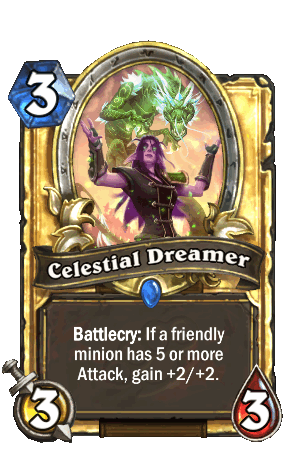 3
Celestial Dreamer
Battlecry: If a friendly
minion has 5 or more
Attack, gain +2/+2.
3
3